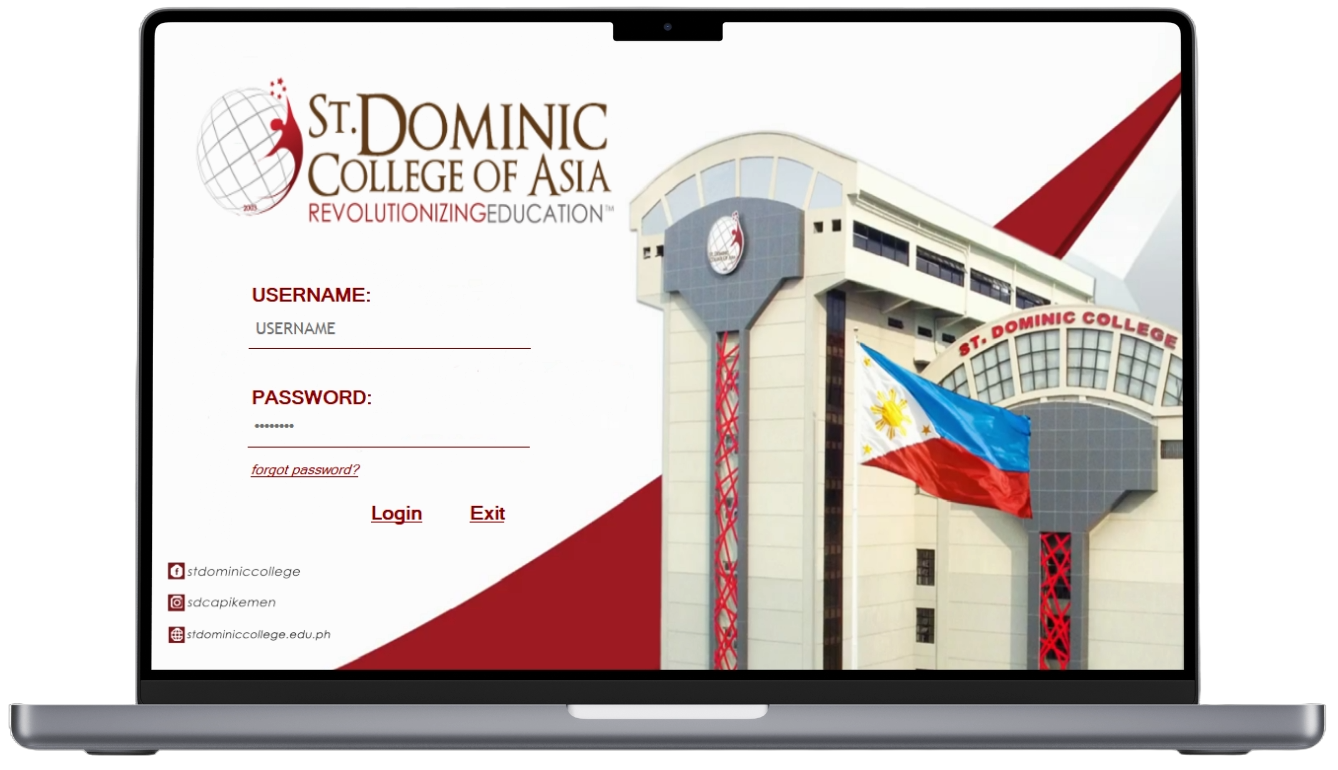 ST. DOMINIC
COLLEGE OF ASIA
REVOLUTIONIZINGEDUCATION™
2003
USERNAME:
USERNAME
PASSWORD:
••••••••
forgot password?
Login Exit
stdominiccollege
sdcapikemen
stdominiccollege.edu.ph
ST. DOMINIC COLLEGE